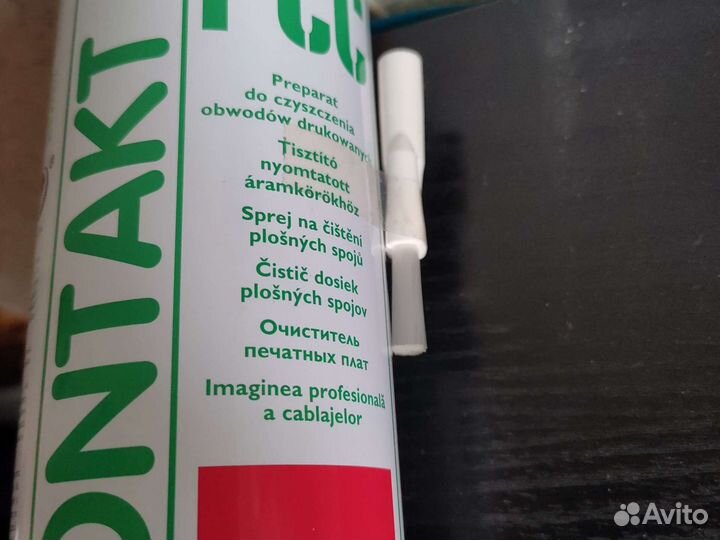 PCC
ONTAKT
Preparat
do czyszczenia
obwodów drukowanych
Tisztító
nyomtatott
áramkörökhöz
Sprej na čištění
plošných spojů
Čistič dosiek
plošných spojov
Очиститель
печатных плат
Imaginea profesională
a cablajelor
Avito